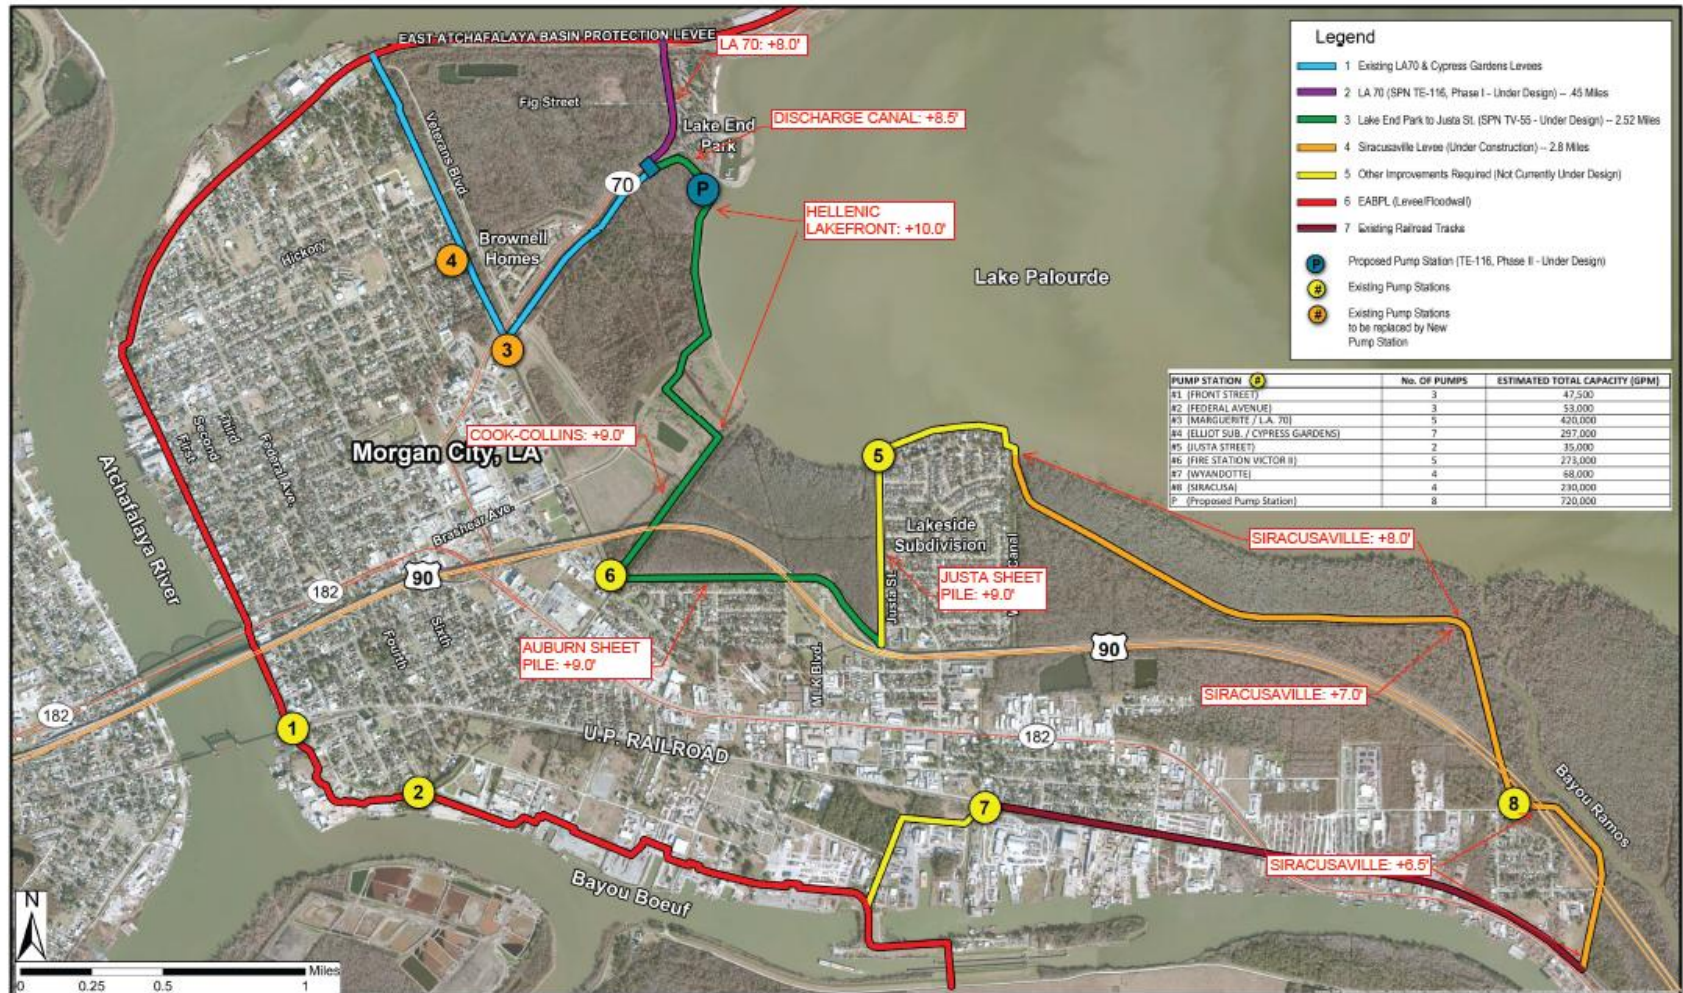 EAST ATCHAFALAYA BASIN PROTECTION LEVEE
LA 70: +8.0'
Fig Street
Veterans Blvd
Lake End
Park
DISCHARGE CANAL: +8.5'
70
P
HELLENIC
LAKEFRONT: +10.0'
Hickory
4
Brownell
Homes
3
Lake Palourde
Legend
1 Existing LA70 & Cypress Gardens Levees
2 LA 70 (SPN TE-116, Phase I - Under Design) -- .45 Miles
3 Lake End Park to Justa St. (SPN TV-55 - Under Design) -- 2.52 Miles
4 Siracusaville Levee (Under Construction) -- 2.8 Miles
5 Other Improvements Required (Not Currently Under Design)
6 EABPL (Levee/Floodwall)
7 Existing Railroad Tracks
P Proposed Pump Station (TE-116, Phase II - Under Design)
# Existing Pump Stations
# Existing Pump Stations
to be replaced by New
Pump Station
PUMP STATION # No. OF PUMPS ESTIMATED TOTAL CAPACITY (GPM)
#1 (FRONT STREET) 3 47,500
#2 (FEDERAL AVENUE) 3 53,000
#3 (MARGUERITE / L.A. 70) 5 420,000
#4 (ELLIOT SUB. / CYPRESS GARDENS) 7 297,000
#5 (JUSTA STREET) 2 35,000
#6 (FIRE STATION VICTOR II) 5 273,000
#7 (WYANDOTTE) 4 68,000
#8 (SIRACUSA) 4 230,000
P (Proposed Pump Station) 8 720,000
First
Second
Third
Federal Ave.
Morgan City, LA
COOK-COLLINS: +9.0'
Brashear Ave.
Atchafalaya River
5
Lakeside
Subdivision
Canal
Justa St.
JUSTA SHEET
PILE: +9.0'
SIRACUSAVILLE: +8.0'
6
90
182
Fourth
Sixth
AUBURN SHEET
PILE: +9.0'
MLK Blvd.
90
SIRACUSAVILLE: +7.0'
182
1
U.P. RAILROAD
182
2
7
8
Bayou Ramos
SIRACUSAVILLE: +6.5'
Bayou Boeuf
N
Miles
0 0.25 0.5 1